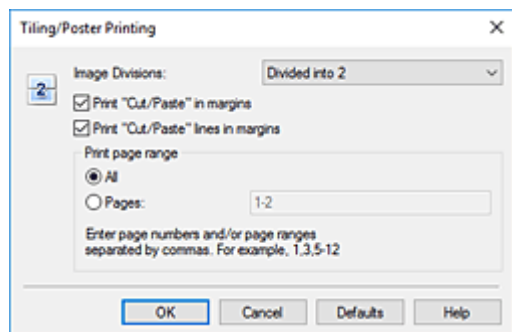 Tiling/Poster Printing
Image Divisions: Divided into 2
2
Print "Cut/Paste" in margins
Print "Cut/Paste" lines in margins
Print page range
All
Pages: 1-2
Enter page numbers and/or page ranges
separated by commas. For example, 1,3,5-12
OK Cancel Defaults Help